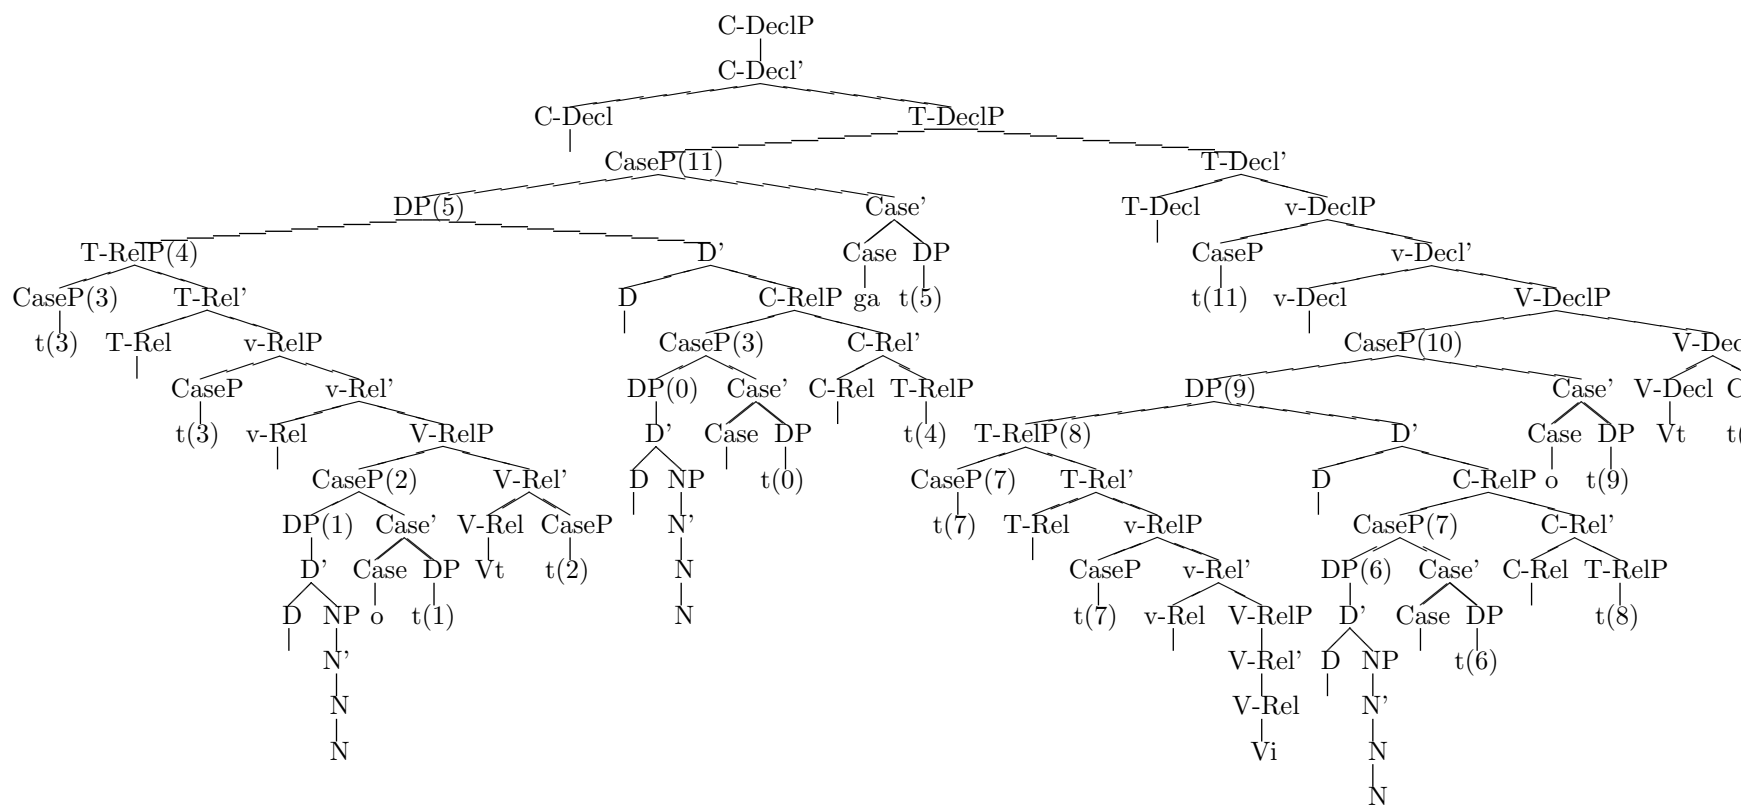 C-DeclP
C-Decl'
C-Decl T-DeclP
CaseP(11) T-Decl'
DP(5) Case' T-Decl v-DeclP
T-RelP(4) D' Case DP CaseP v-Decl'
CaseP(3) T-Rel' D C-RelP ga t(5) t(11) v-Decl V-DeclP
t(3) T-Rel v-RelP CaseP(3) C-Rel' CaseP(10) V-Dec
CaseP v-Rel' DP(0) Case' C-Rel T-RelP DP(9) Case' V-Decl C
t(3) v-Rel V-RelP D' Case DP t(4) T-RelP(8) D' Case DP Vt t(
CaseP(2) V-Rel' D NP t(0) CaseP(7) T-Rel' D C-RelP o t(9)
DP(1) Case' V-Rel CaseP N' t(7) T-Rel v-RelP CaseP(7) C-Rel'
D' Case DP Vt t(2) N CaseP v-Rel' DP(6) Case' C-Rel T-RelP
D NP o t(1) N t(7) v-Rel V-RelP D' Case DP t(8)
N' V-Rel' D NP t(6)
N V-Rel N'
N Vi N
N